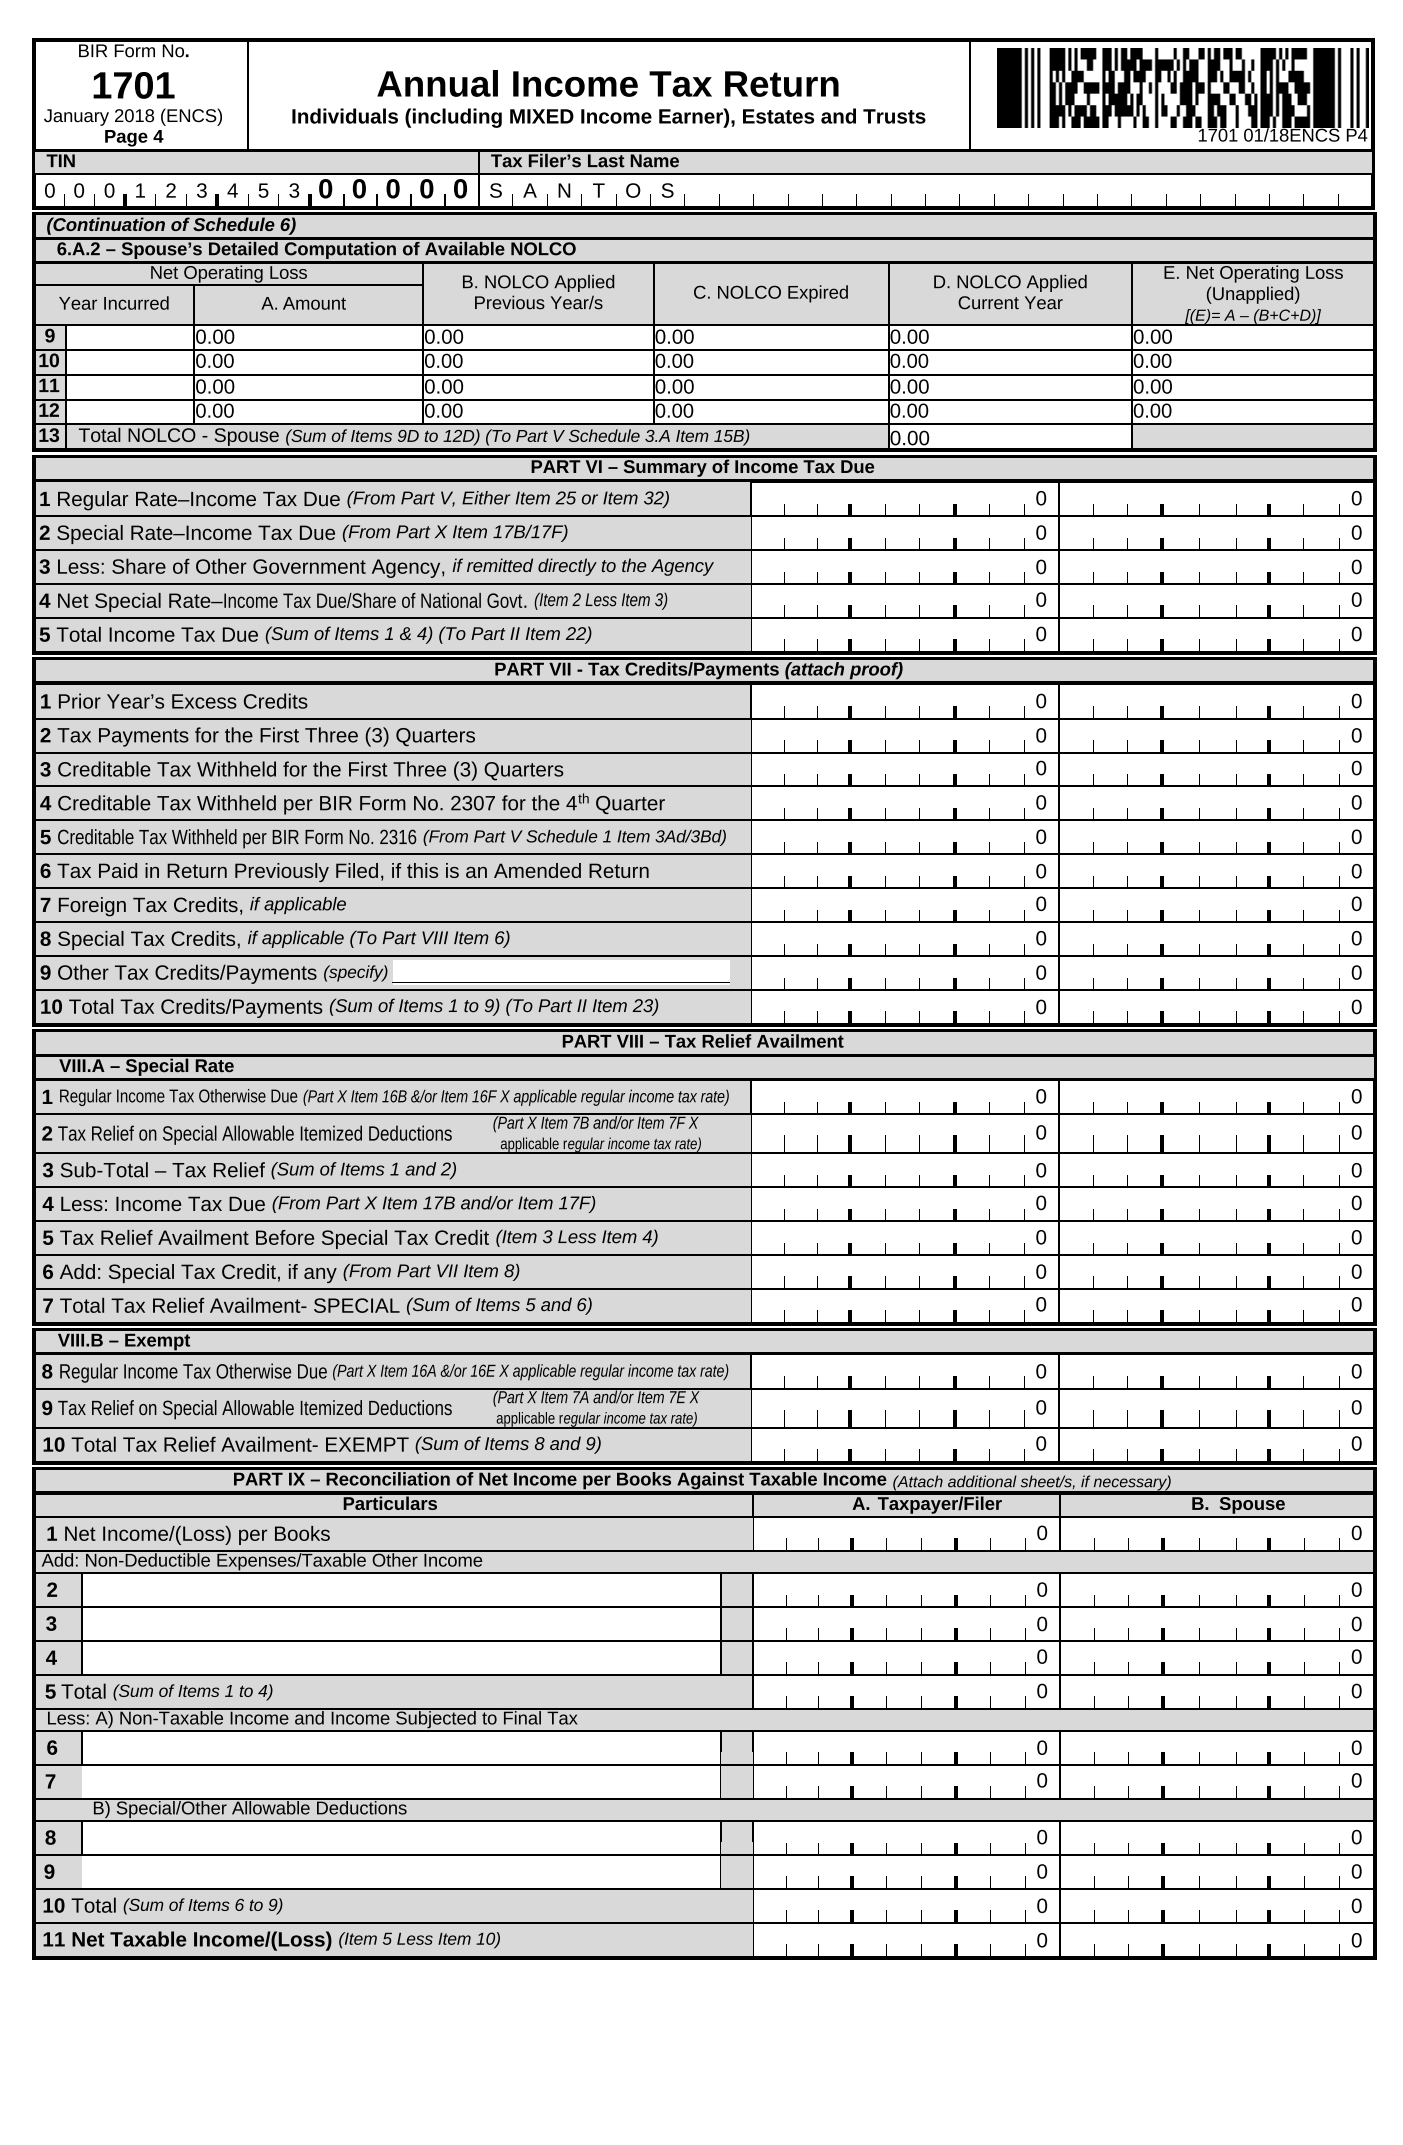 BIR Form No.
1701
January 2018 (ENCS)
Page 4
Annual Income Tax Return
Individuals (including MIXED Income Earner), Estates and Trusts
1701 01/18ENCS P4
TIN Tax Filer's Last Name
0 0 0 1 2 3 4 5 3 0 0 0 0 0 S A N T O S
(Continuation of Schedule 6)
6.A.2 – Spouse's Detailed Computation of Available NOLCO
Net Operating Loss
Year Incurred A. Amount
B. NOLCO Applied
Previous Year/s
C. NOLCO Expired
D. NOLCO Applied
Current Year
E. Net Operating Loss
(Unapplied)
[(E)= A – (B+C+D)]
9 0.00 0.00 0.00 0.00 0.00
10 0.00 0.00 0.00 0.00 0.00
11 0.00 0.00 0.00 0.00 0.00
12 0.00 0.00 0.00 0.00 0.00
13 Total NOLCO - Spouse (Sum of Items 9D to 12D) (To Part V Schedule 3.A Item 15B) 0.00
PART VI – Summary of Income Tax Due
1 Regular Rate–Income Tax Due (From Part V, Either Item 25 or Item 32) 0 0
2 Special Rate–Income Tax Due (From Part X Item 17B/17F) 0 0
3 Less: Share of Other Government Agency, if remitted directly to the Agency 0 0
4 Net Special Rate–Income Tax Due/Share of National Govt. (Item 2 Less Item 3) 0 0
5 Total Income Tax Due (Sum of Items 1 & 4) (To Part II Item 22) 0 0
PART VII - Tax Credits/Payments (attach proof)
1 Prior Year's Excess Credits 0 0
2 Tax Payments for the First Three (3) Quarters 0 0
3 Creditable Tax Withheld for the First Three (3) Quarters 0 0
4 Creditable Tax Withheld per BIR Form No. 2307 for the 4th Quarter 0 0
5 Creditable Tax Withheld per BIR Form No. 2316 (From Part V Schedule 1 Item 3Ad/3Bd) 0 0
6 Tax Paid in Return Previously Filed, if this is an Amended Return 0 0
7 Foreign Tax Credits, if applicable 0 0
8 Special Tax Credits, if applicable (To Part VIII Item 6) 0 0
9 Other Tax Credits/Payments (specify) 0 0
10 Total Tax Credits/Payments (Sum of Items 1 to 9) (To Part II Item 23) 0 0
PART VIII – Tax Relief Availment
VIII.A – Special Rate
1 Regular Income Tax Otherwise Due (Part X Item 16B &/or Item 16F X applicable regular income tax rate) 0 0
2 Tax Relief on Special Allowable Itemized Deductions (Part X Item 7B and/or Item 7F X
applicable regular income tax rate) 0 0
3 Sub-Total – Tax Relief (Sum of Items 1 and 2) 0 0
4 Less: Income Tax Due (From Part X Item 17B and/or Item 17F) 0 0
5 Tax Relief Availment Before Special Tax Credit (Item 3 Less Item 4) 0 0
6 Add: Special Tax Credit, if any (From Part VII Item 8) 0 0
7 Total Tax Relief Availment- SPECIAL (Sum of Items 5 and 6) 0 0
VIII.B – Exempt
8 Regular Income Tax Otherwise Due (Part X Item 16A &/or 16E X applicable regular income tax rate) 0 0
9 Tax Relief on Special Allowable Itemized Deductions (Part X Item 7A and/or Item 7E X
applicable regular income tax rate) 0 0
10 Total Tax Relief Availment- EXEMPT (Sum of Items 8 and 9) 0 0
PART IX – Reconciliation of Net Income per Books Against Taxable Income (Attach additional sheet/s, if necessary)
Particulars A. Taxpayer/Filer B. Spouse
1 Net Income/(Loss) per Books 0 0
Add: Non-Deductible Expenses/Taxable Other Income
2 0 0
3 0 0
4 0 0
5 Total (Sum of Items 1 to 4) 0 0
Less: A) Non-Taxable Income and Income Subjected to Final Tax
6 0 0
7 0 0
B) Special/Other Allowable Deductions
8 0 0
9 0 0
10 Total (Sum of Items 6 to 9) 0 0
11 Net Taxable Income/(Loss) (Item 5 Less Item 10) 0 0